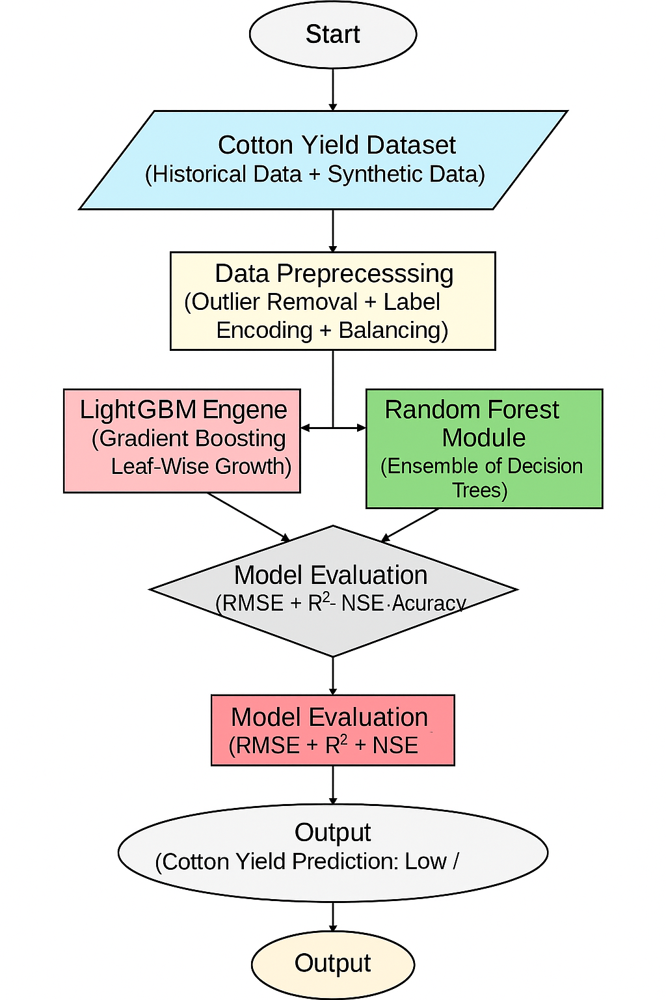 Start
Cotton Yield Dataset
(Historical Data + Synthetic Data)
Data Preprecesssing
(Outlier Removal + Label
Encoding + Balancing)
LightGBM Engene
(Gradient Boosting
Leaf-Wise Growth)
Random Forest
Module
(Ensemble of Decision
Trees)
Model Evaluation
(RMSE + R²- NSE·Acuracy
Model Evaluation
(RMSE + R² + NSE
Output
(Cotton Yield Prediction: Low /
Output